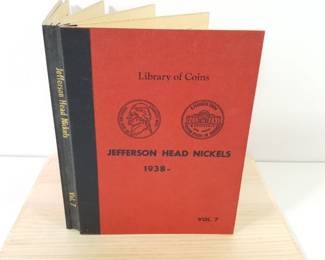 Jefferson Head Nickels
Vol. 7
Library of Coins
JEFFERSON HEAD NICKELS
1938-
VOL. 7